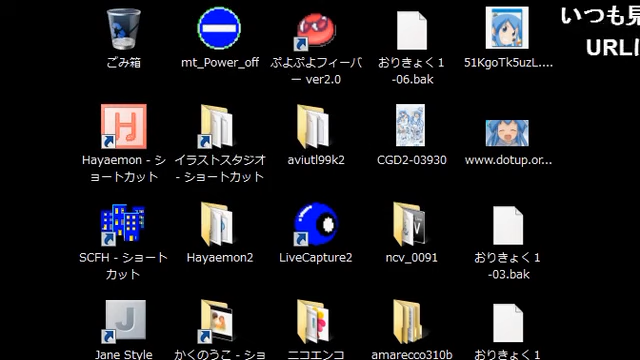 いつも見
URLは
ごみ箱
mt_Power_off
ぷよぷよフィーバ
ー ver2.0
おりきょく１
-06.bak
51KgoTk5uzL....
Hayaemon - シ
ョートカット
イラストスタジオ
- ショートカット
aviutl99k2
CGD2-03930
www.dotup.or...
SCFH - ショート
カット
Hayaemon2
LiveCapture2
ncv_0091
おりきょく１
-03.bak
Jane Style
かくのうこ - ショ
ニコエンコ
amarecco310b
おりきょく１